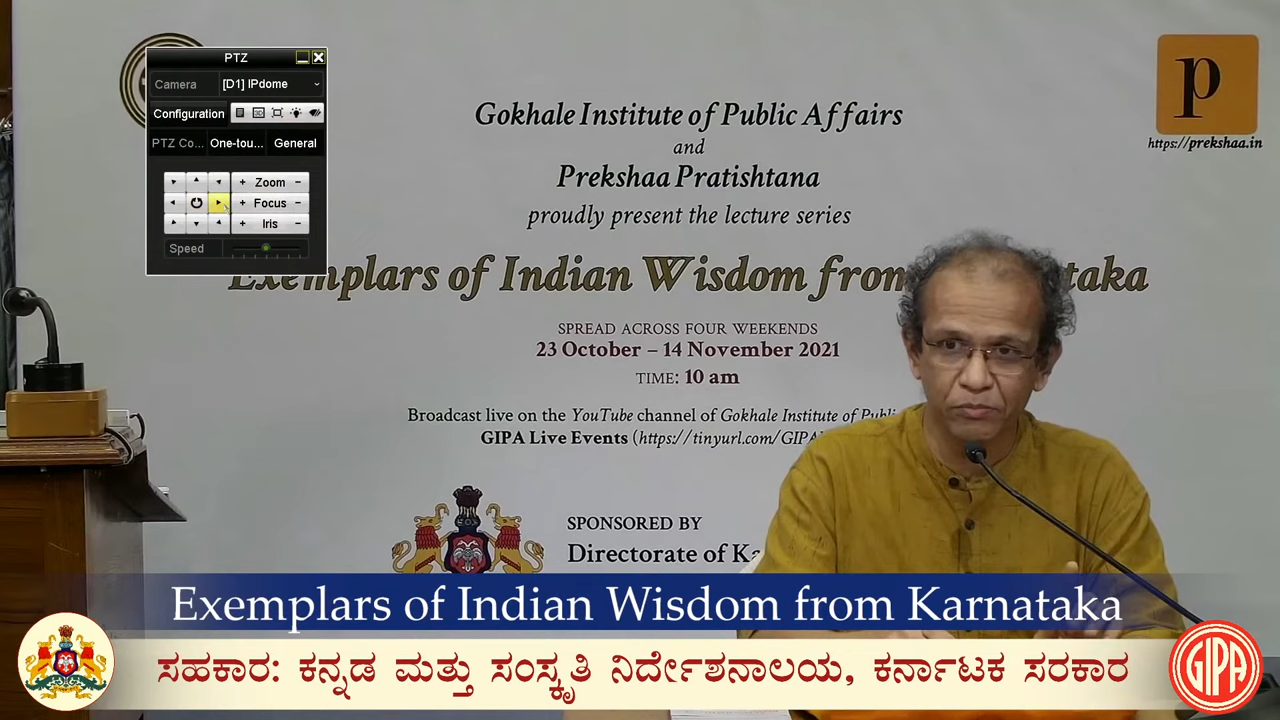 PTZ
Camera [D1] IPdome
Configuration
PTZ Co... One-tou... General
+ Zoom −
+ Focus −
+ Iris −
Speed
p
https://prekshaa.in
Gokhale Institute of Public Affairs
and
Prekshaa Pratishtana
proudly present the lecture series
Exemplars of Indian Wisdom from
SPREAD ACROSS FOUR WEEKENDS
23 October – 14 November 2021
TIME: 10 am
Broadcast live on the YouTube channel of Gokhale Institute of
GIPA Live Events (https://tinyurl.com/GIPA
SPONSORED BY
Directorate of
Exemplars of Indian Wisdom from Karnataka
ಸಹಕಾರ: ಕನ್ನಡ ಮತ್ತು ಸಂಸ್ಕೃತಿ ನಿರ್ದೇಶನಾಲಯ, ಕರ್ನಾಟಕ ಸರಕಾರ
GIPA